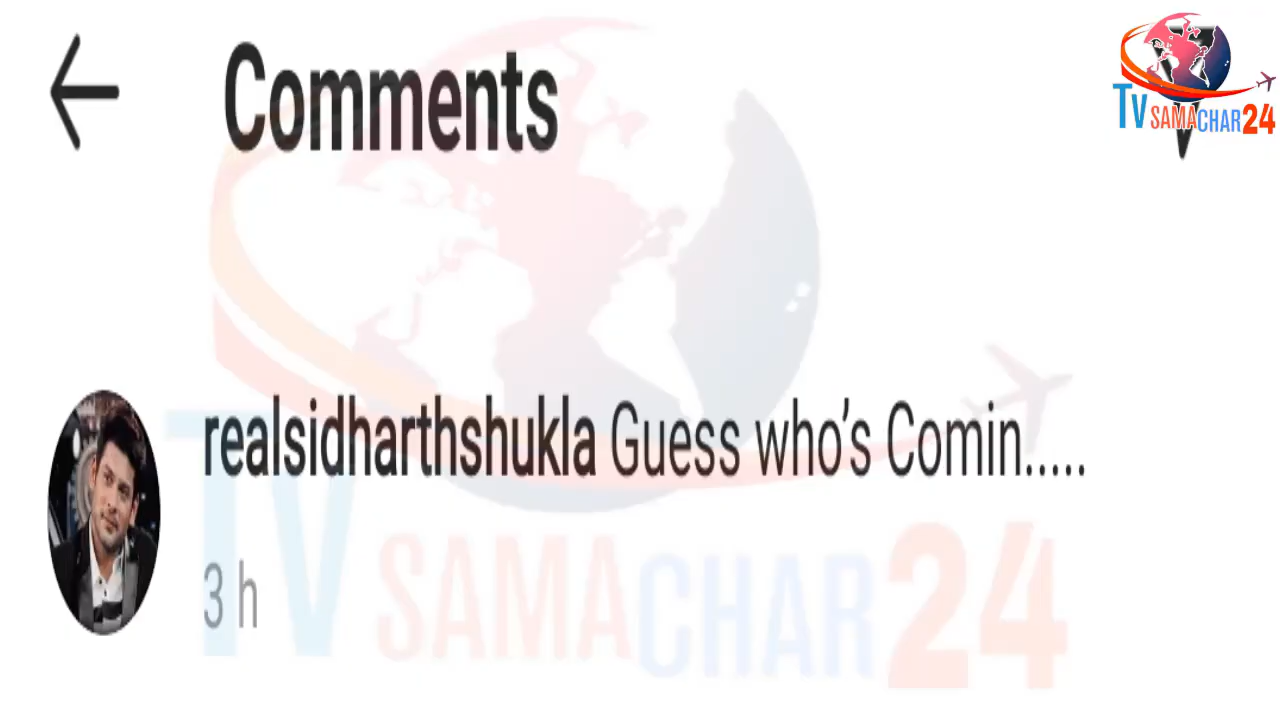 Comments
TV SAMACHAR24
realsidharthshukla Guess who's Comin.....
3 h
TV SAMACHAR24